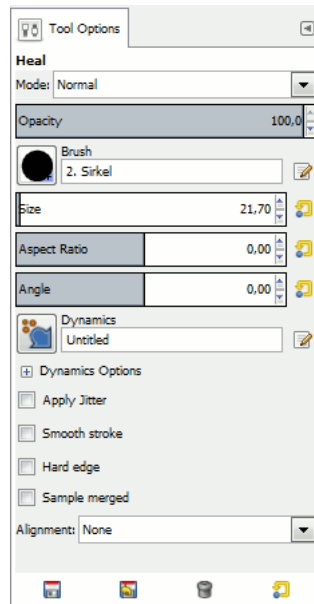 Tool Options
Heal
Mode: Normal
Opacity 100,0
Brush
2. Sirkel
Size 21,70
Aspect Ratio 0,00
Angle 0,00
Dynamics
Untitled
Dynamics Options
Apply Jitter
Smooth stroke
Hard edge
Sample merged
Alignment: None